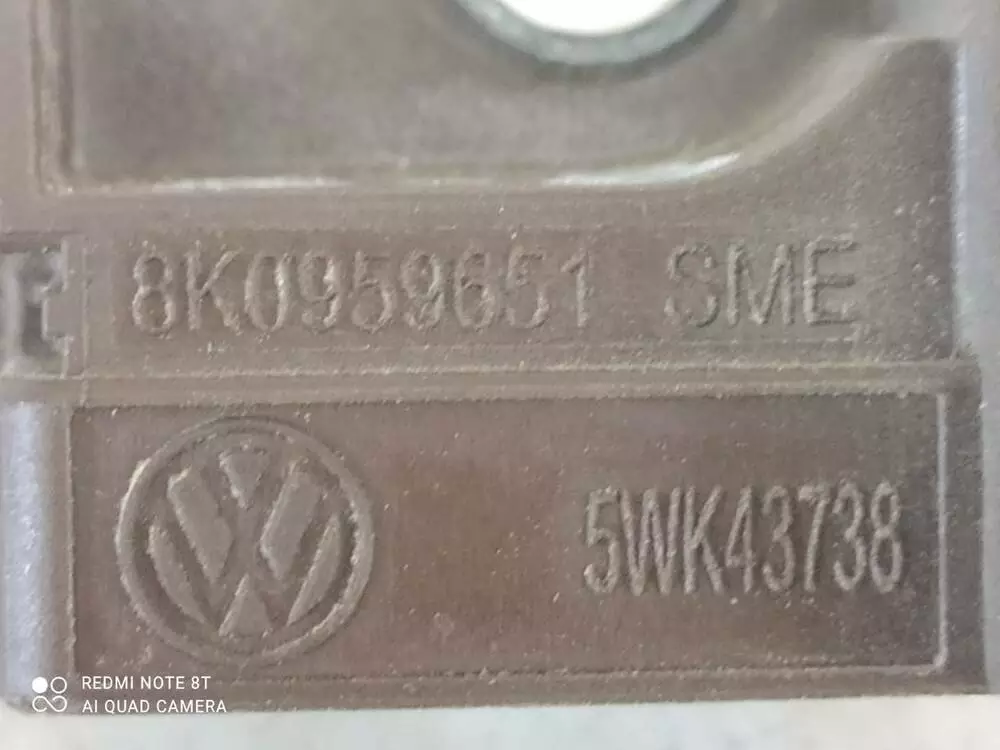 8K0959651 SME
5WK43738
REDMI NOTE 8T
AI QUAD CAMERA